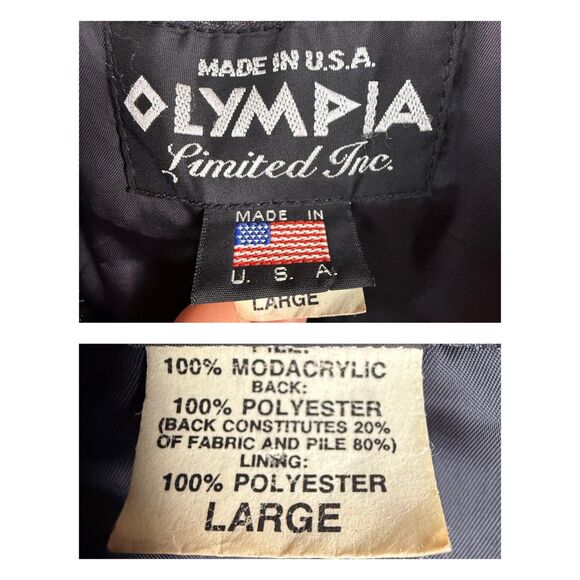 MADE IN U.S.A.
OLYMPIA
Limited Inc.
MADE IN
U. S. A.
LARGE
PILE:
100% MODACRYLIC
BACK:
100% POLYESTER
(BACK CONSTITUTES 20%
OF FABRIC AND PILE 80%)
LINING:
100% POLYESTER
LARGE